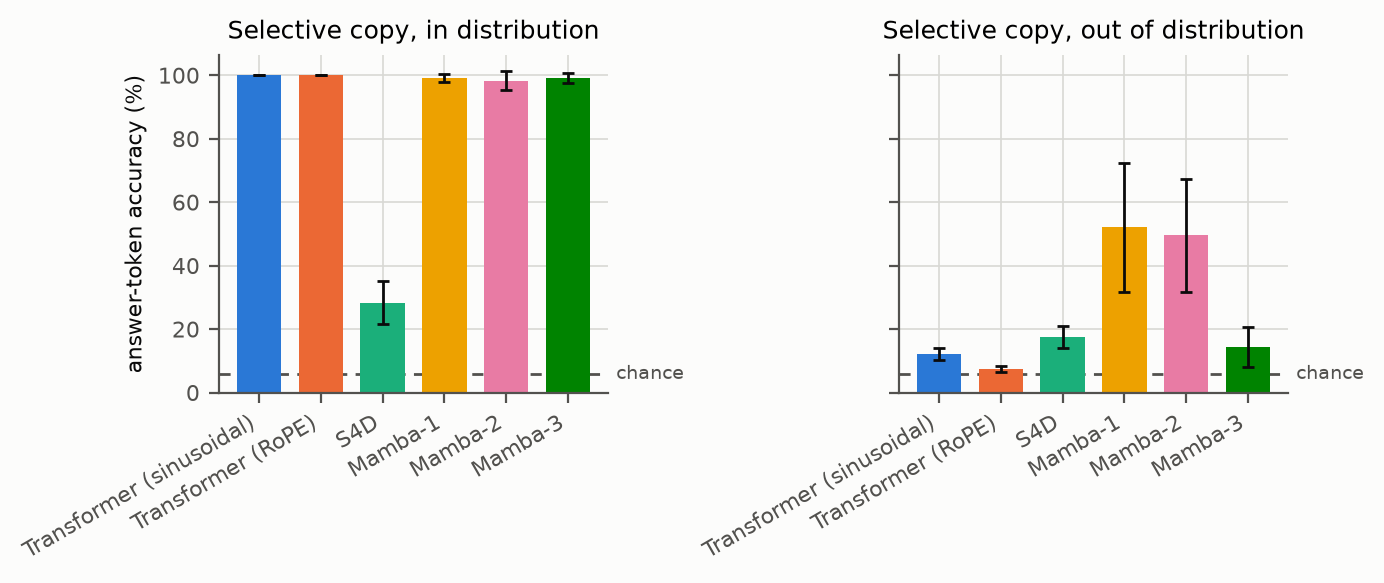 Selective copy, in distribution
answer-token accuracy (%)
100
80
60
40
20
0
chance
Transformer (sinusoidal)
Transformer (RoPE)
S4D
Mamba-1
Mamba-2
Mamba-3
Selective copy, out of distribution
chance
Transformer (sinusoidal)
Transformer (RoPE)
S4D
Mamba-1
Mamba-2
Mamba-3